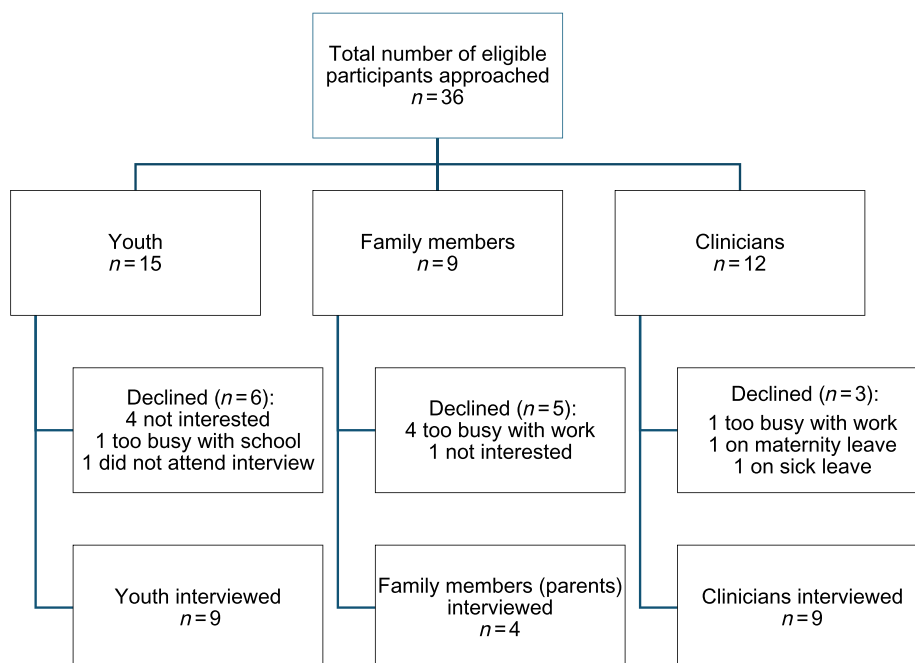 Total number of eligible
participants approached
n=36
Youth
n=15
Family members
n=9
Clinicians
n=12
Declined (n=6):
4 not interested
1 too busy with school
1 did not attend interview
Declined (n=5):
4 too busy with work
1 not interested
Declined (n=3):
1 too busy with work
1 on maternity leave
1 on sick leave
Youth interviewed
n=9
Family members (parents)
interviewed
n=4
Clinicians interviewed
n=9